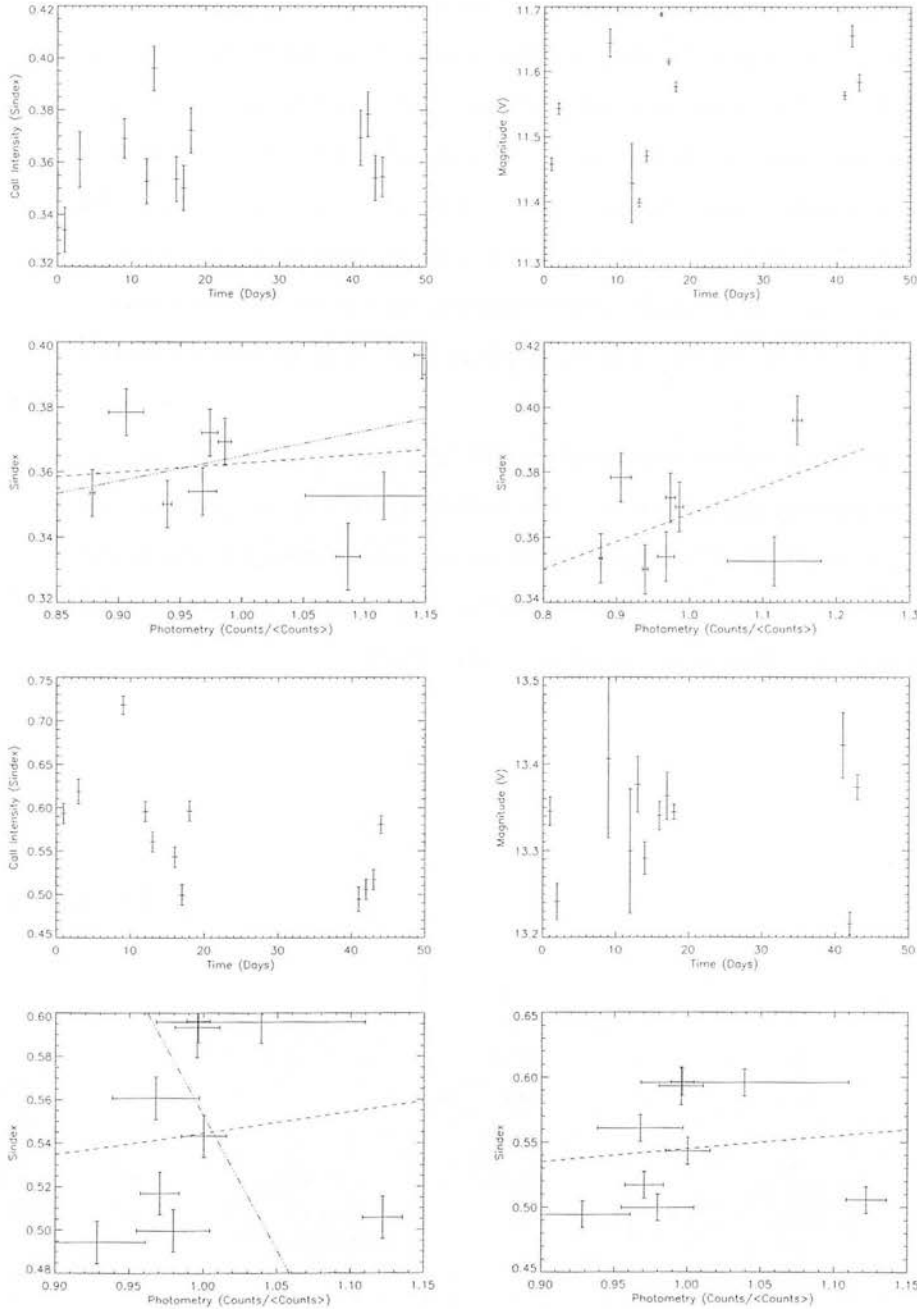 0.42
0.40
0.38
0.36
0.34
0.32
CaII Intensity (Sindex)
0 10 20 30 40 50
Time (Days)
11.7
11.6
11.5
11.4
11.3
Magnitude (V)
0 10 20 30 40 50
Time (Days)
0.40
0.38
0.36
0.34
0.32
Sindex
0.85 0.90 0.95 1.00 1.05 1.10 1.15
Photometry (Counts/<Counts>)
0.42
0.40
0.38
0.36
0.34
Sindex
0.8 0.9 1.0 1.1 1.2 1.3
Photometry (Counts/<Counts>)
0.75
0.70
0.65
0.60
0.55
0.50
0.45
CaII Intensity (Sindex)
0 10 20 30 40 50
Time (Days)
13.5
13.4
13.3
13.2
Magnitude (V)
0 10 20 30 40 50
Time (Days)
0.60
0.58
0.56
0.54
0.52
0.50
0.48
Sindex
0.90 0.95 1.00 1.05 1.10 1.15
Photometry (Counts/<Counts>)
0.65
0.60
0.55
0.50
0.45
Sindex
0.90 0.95 1.00 1.05 1.10 1.15
Photometry (Counts/<Counts>)